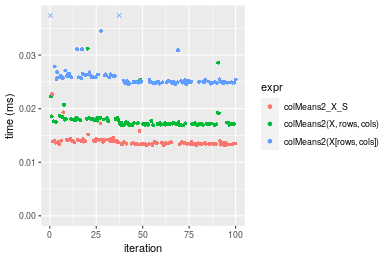 0.03
0.02
0.01
0.00
time (ms)
0
25
50
75
100
iteration
expr
colMeans2_X_S
colMeans2(X, rows, cols)
colMeans2(X[rows, cols])